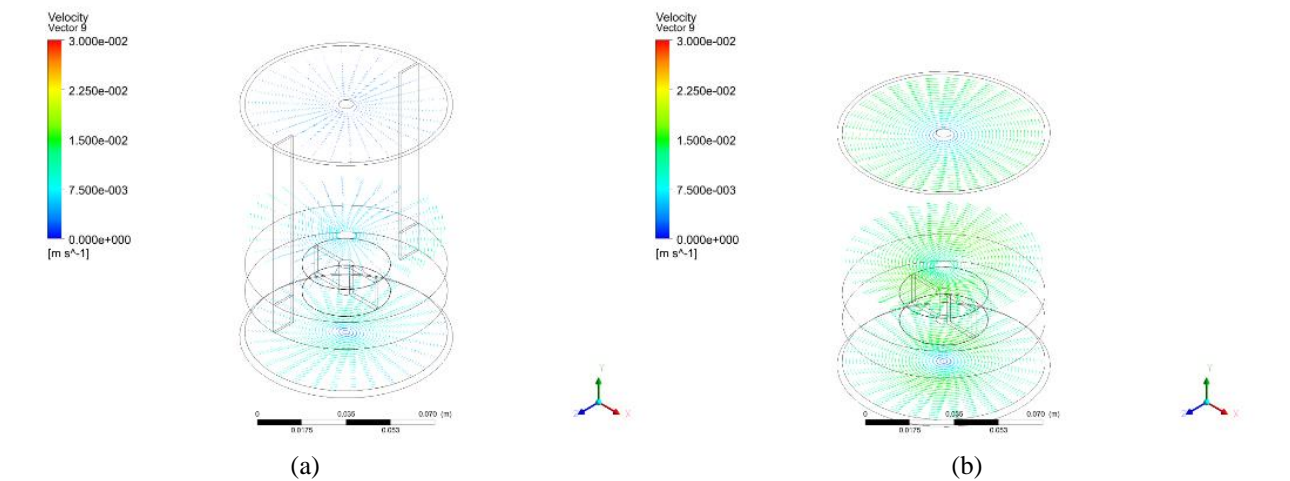 Velocity
Vector 9
3.000e-002
2.250e-002
1.500e-002
7.500e-003
0.000e+000
[m s^-1]
0 0.035 0.070 (m)
0.0175 0.053
Y
X
Z
(a)
Velocity
Vector 9
3.000e-002
2.250e-002
1.500e-002
7.500e-003
0.000e+000
[m s^-1]
0 0.035 0.070 (m)
0.0175 0.053
Y
X
Z
(b)